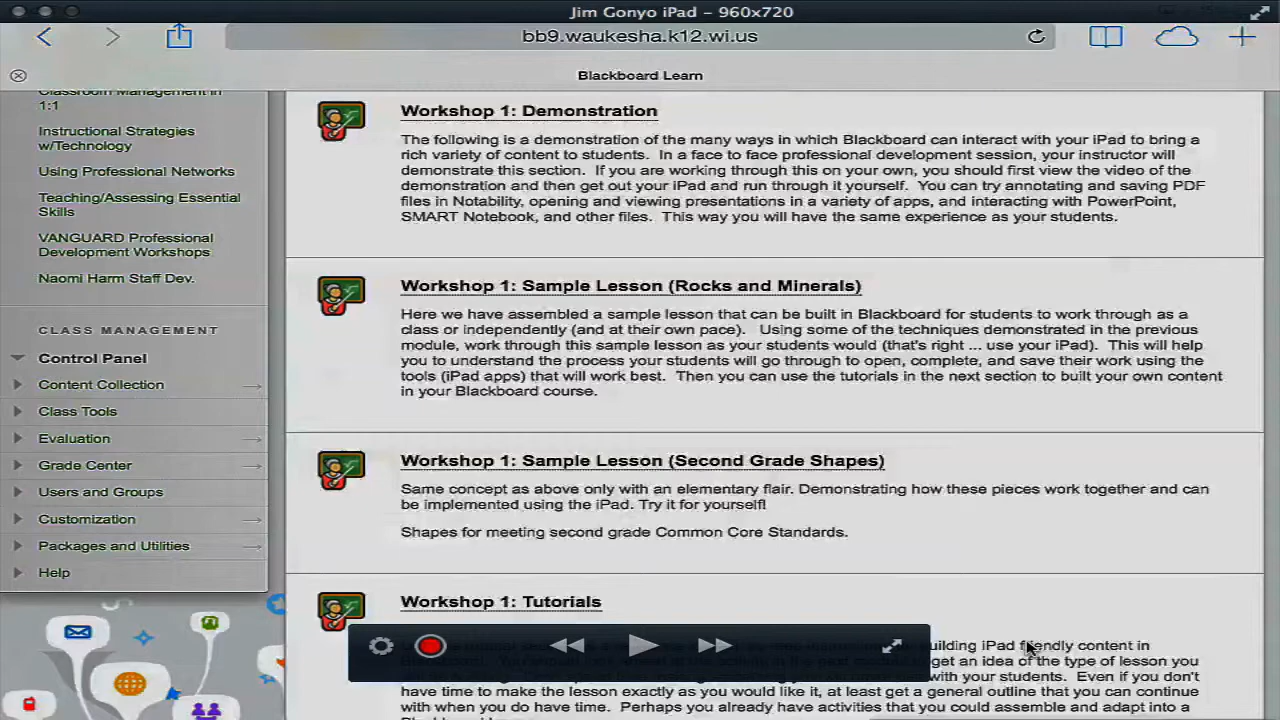 Jim Gonyo iPad – 960x720
bb9.waukesha.k12.wi.us
Blackboard Learn
Classroom Management in
1:1
Instructional Strategies
w/Technology
Using Professional Networks
Teaching/Assessing Essential
Skills
VANGUARD Professional
Development Workshops
Naomi Harm Staff Dev.
CLASS MANAGEMENT
Control Panel
Content Collection
Class Tools
Evaluation
Grade Center
Users and Groups
Customization
Packages and Utilities
Help
Workshop 1: Demonstration
The following is a demonstration of the many ways in which Blackboard can interact with your iPad to bring a
rich variety of content to students. In a face to face professional development session, your instructor will
demonstrate this section. If you are working through this on your own, you should first view the video of the
demonstration and then get out your iPad and run through it yourself. You can try annotating and saving PDF
files in Notability, opening and viewing presentations in a variety of apps, and interacting with PowerPoint,
SMART Notebook, and other files. This way you will have the same experience as your students.
Workshop 1: Sample Lesson (Rocks and Minerals)
Here we have assembled a sample lesson that can be built in Blackboard for students to work through as a
class or independently (and at their own pace). Using some of the techniques demonstrated in the previous
module, work through this sample lesson as your students would (that's right ... use your iPad). This will help
you to understand the process your students will go through to open, complete, and save their work using the
tools (iPad apps) that will work best. Then you can use the tutorials in the next section to built your own content
in your Blackboard course.
Workshop 1: Sample Lesson (Second Grade Shapes)
Same concept as above only with an elementary flair. Demonstrating how these pieces work together and can
be implemented using the iPad. Try it for yourself!
Shapes for meeting second grade Common Core Standards.
Workshop 1: Tutorials
building iPad friendly content in
get an idea of the type of lesson you
with your students. Even if you don't
have time to make the lesson exactly as you would like it, at least get a general outline that you can continue
with when you do have time. Perhaps you already have activities that you could assemble and adapt into a